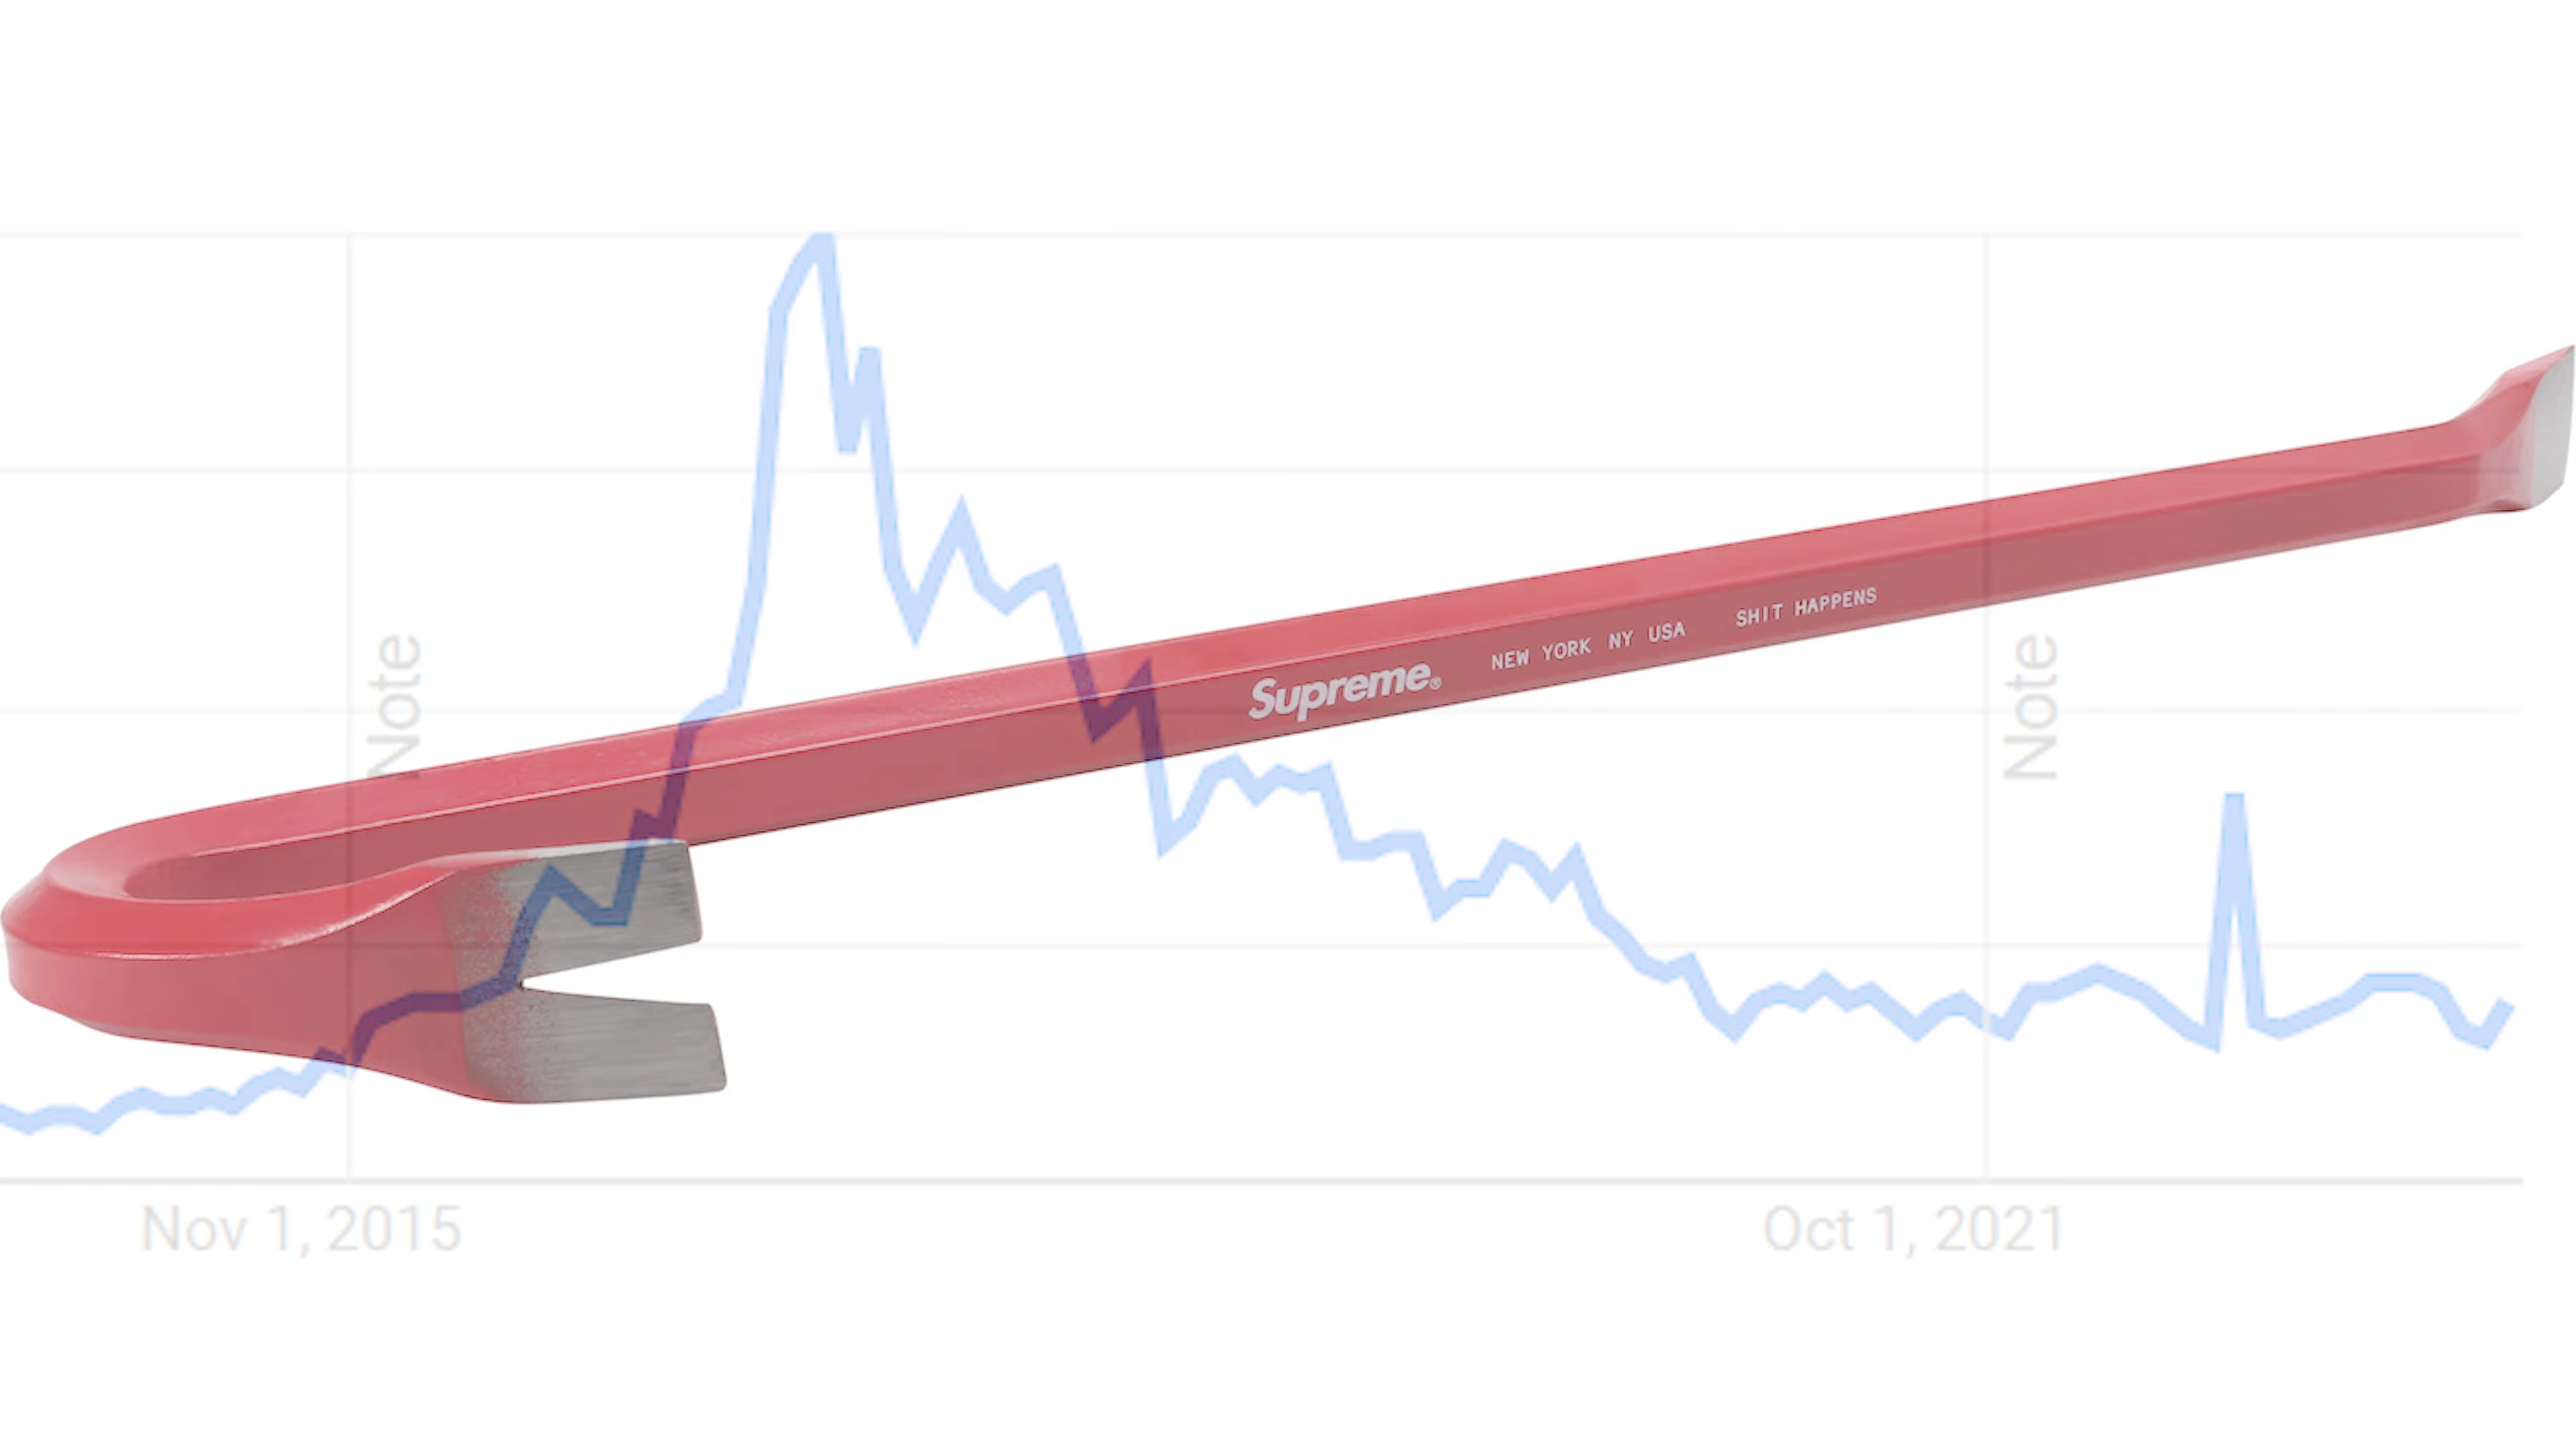 Note
Supreme®
NEW YORK NY USA
SHIT HAPPENS
Note
Nov 1, 2015
Oct 1, 2021